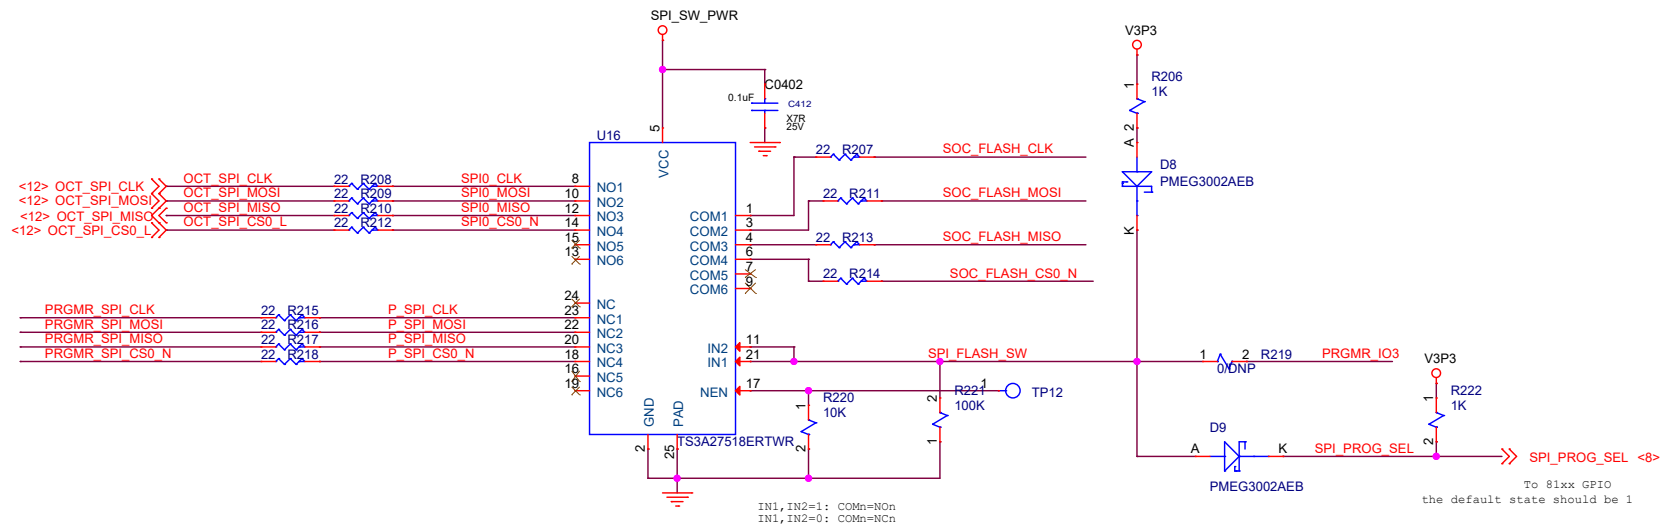 SPI_SW_PWR
V3P3
C0402
0.1uF
C412
X7R
25V
1
R206
1K
2
A
D8
PMEG3002AEB
K
U16
5
VCC
22 R207 SOC_FLASH_CLK
<12> OCT_SPI_CLK OCT_SPI_CLK 22 R208 SPI0_CLK 8 NO1
<12> OCT_SPI_MOSI OCT_SPI_MOSI 22 R209 SPI0_MOSI 10 NO2
<12> OCT_SPI_MISO OCT_SPI_MISO 22 R210 SPI0_MISO 12 NO3
<12> OCT_SPI_CS0_L OCT_SPI_CS0_L 22 R212 SPI0_CS0_N 14 NO4
15 NO5
13 NO6
22 R211 SOC_FLASH_MOSI
COM1 1
COM2 3
COM3 4
COM4 6
COM5 7
COM6 9
22 R213 SOC_FLASH_MISO
22 R214 SOC_FLASH_CS0_N
24 NC
PRGMR_SPI_CLK 22 R215 P_SPI_CLK 23 NC1
PRGMR_SPI_MOSI 22 R216 P_SPI_MOSI 22 NC2
PRGMR_SPI_MISO 22 R217 P_SPI_MISO 20 NC3
PRGMR_SPI_CS0_N 22 R218 P_SPI_CS0_N 18 NC4
16 NC5
19 NC6
IN2 11
IN1 21 SPI_FLASH_SW
1 2 R219 PRGMR_IO3
0/DNP
NEN 17
1 TP12
GND
PAD
2
25
TS3A27518ERTWR
1
R220
10K
2
2
R221
100K
1
V3P3
1
R222
1K
2
D9
A K SPI_PROG_SEL
PMEG3002AEB
SPI_PROG_SEL <8>
To 81xx GPIO
the default state should be 1
IN1,IN2=1: COMn=NOn
IN1,IN2=0: COMn=NCn